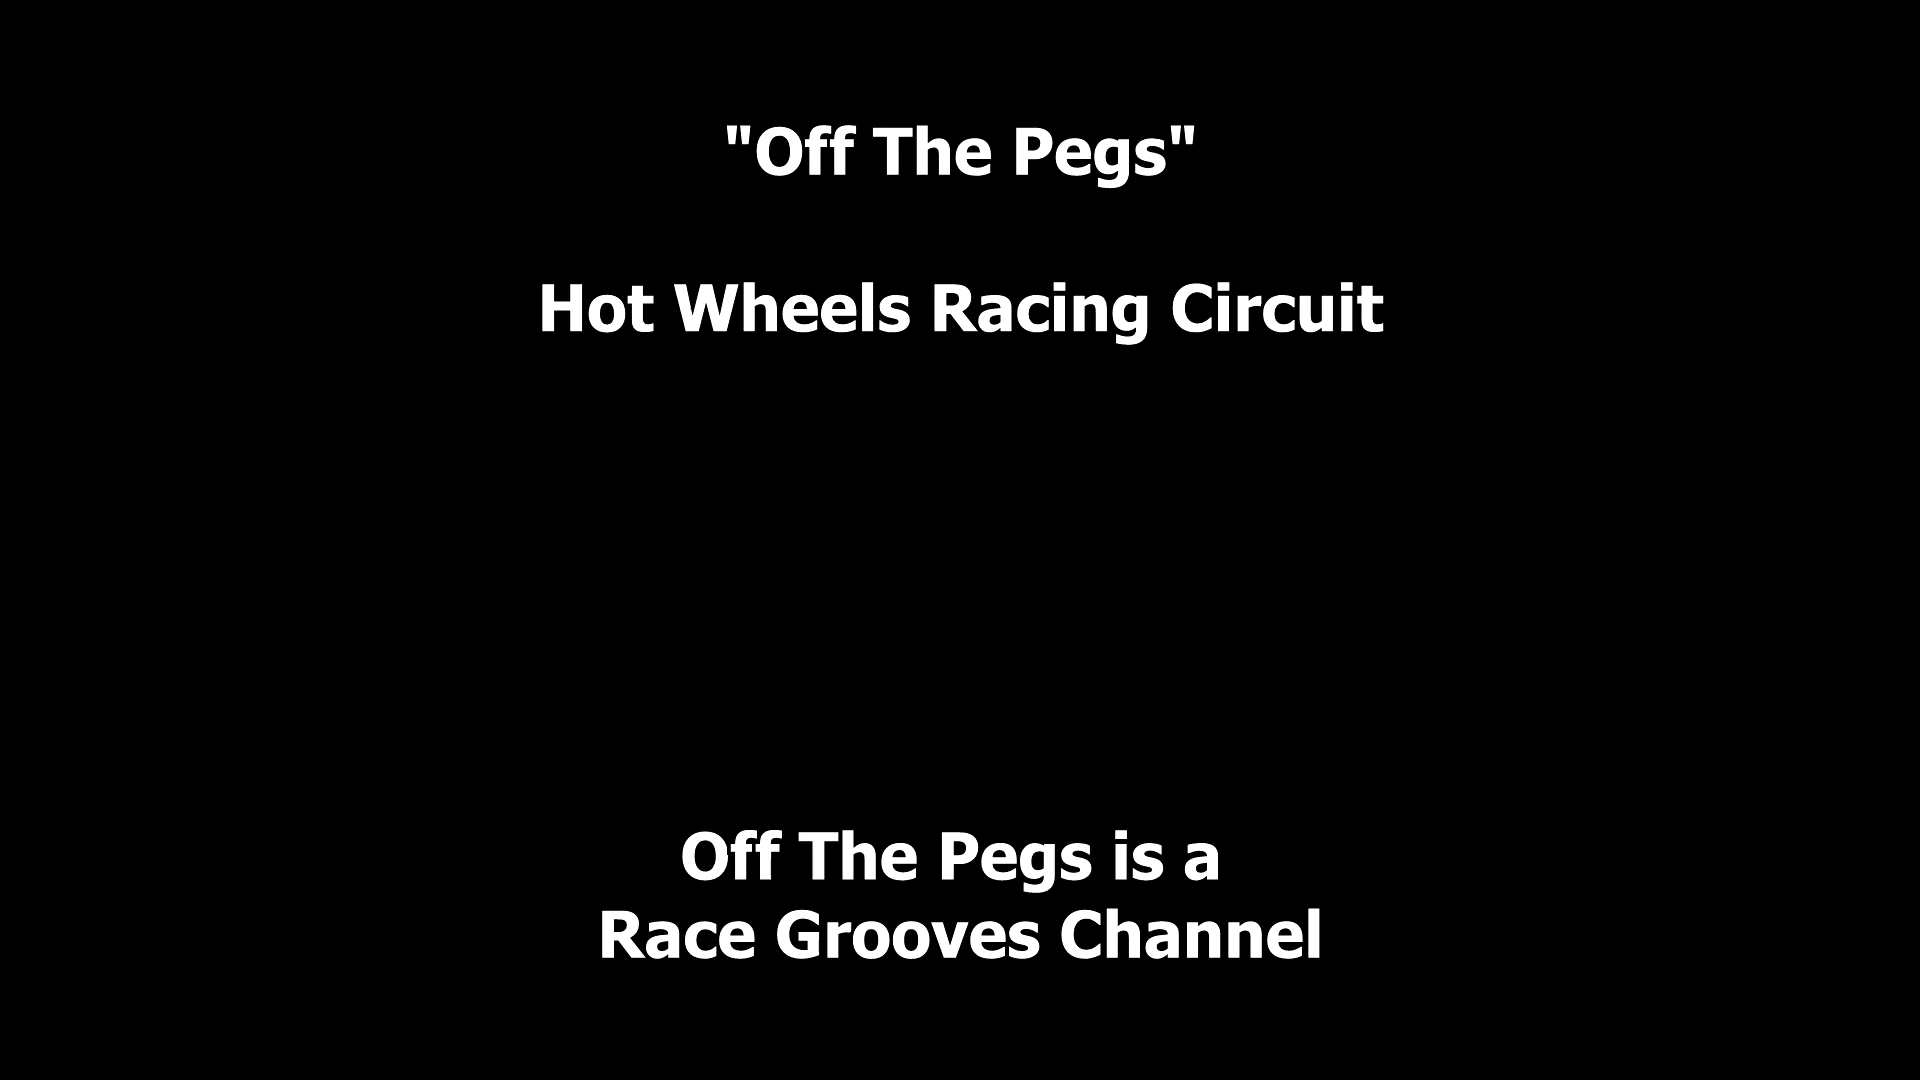 "Off The Pegs"
Hot Wheels Racing Circuit
Off The Pegs is a
Race Grooves Channel